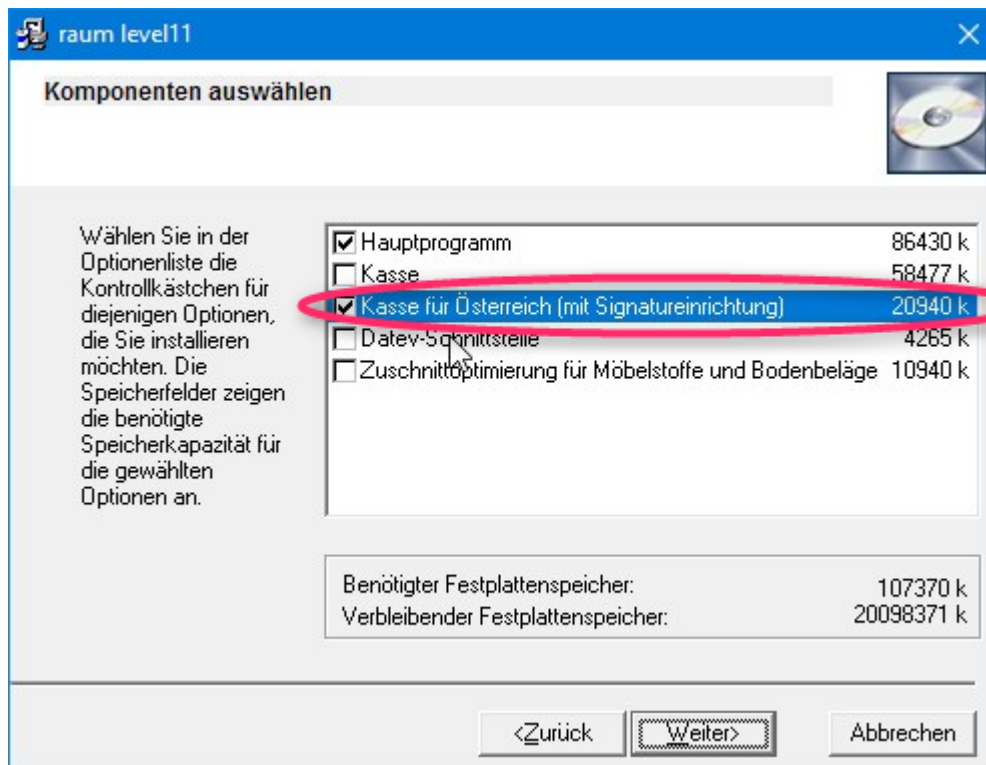 raum level11
Komponenten auswählen
Wählen Sie in der
Optionenliste die
Kontrollkästchen für
diejenigen Optionen,
die Sie installieren
möchten. Die
Speicherfelder zeigen
die benötigte
Speicherkapazität für
die gewählten
Optionen an.
Hauptprogramm 86430 k
Kasse 58477 k
Kasse für Österreich (mit Signatureinrichtung) 20940 k
Datev-Schnittstelle 4265 k
Zuschnittoptimierung für Möbelstoffe und Bodenbeläge 10940 k
Benötigter Festplattenspeicher: 107370 k
Verbleibender Festplattenspeicher: 20098371 k
<Zurück Weiter> Abbrechen